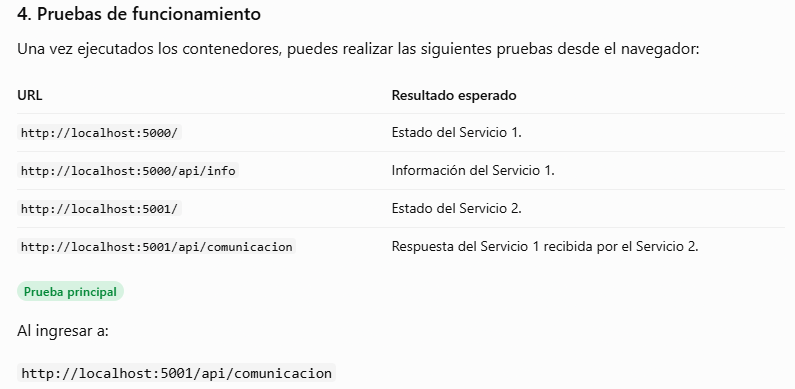 4. Pruebas de funcionamiento
Una vez ejecutados los contenedores, puedes realizar las siguientes pruebas desde el navegador:
URL Resultado esperado
http://localhost:5000/ Estado del Servicio 1.
http://localhost:5000/api/info Información del Servicio 1.
http://localhost:5001/ Estado del Servicio 2.
http://localhost:5001/api/comunicacion Respuesta del Servicio 1 recibida por el Servicio 2.
Prueba principal
Al ingresar a:
http://localhost:5001/api/comunicacion